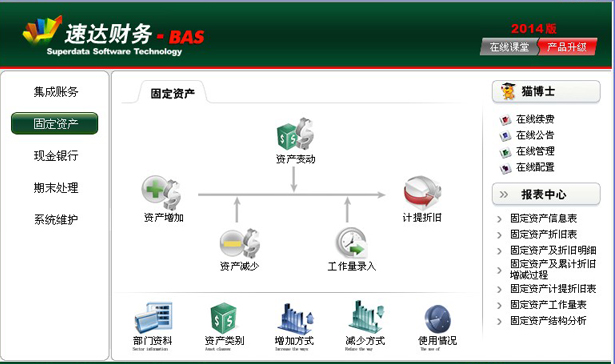 速达财务 - BAS
Superdata Software Technology
2014版
在线课堂 产品升级
集成账务
固定资产
现金银行
期末处理
系统维护
固定资产
资产变动
资产增加
计提折旧
资产减少
工作量录入
部门资料
Sector information
资产类别
Asset classes
增加方式
Increase the ways
减少方式
Reduce the way
使用情况
The use of
猫博士
在线续费
在线公告
在线管理
在线配置
报表中心
固定资产信息表
固定资产折旧表
固定资产及折旧明细
固定资产及累计折旧
增减过程
固定资产计提折旧表
固定资产工作量表
固定资产结构分析